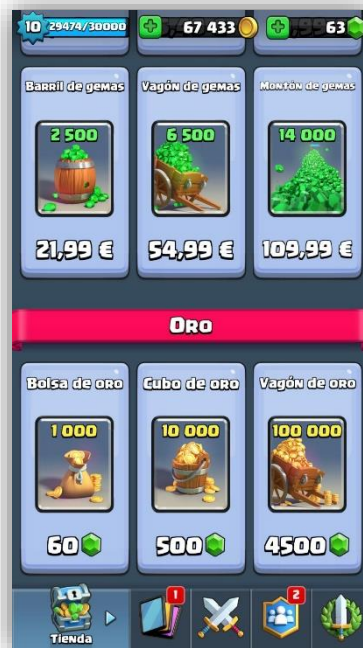 10 29474/30000 67 433 63
Barril de gemas Vagón de gemas Montón de gemas
2 500 6 500 14 000
21,99 € 54,99 € 109,99 €
ORO
Bolsa de oro Cubo de oro Vagón de oro
1 000 10 000 100 000
60 500 4500
1 2
Tienda